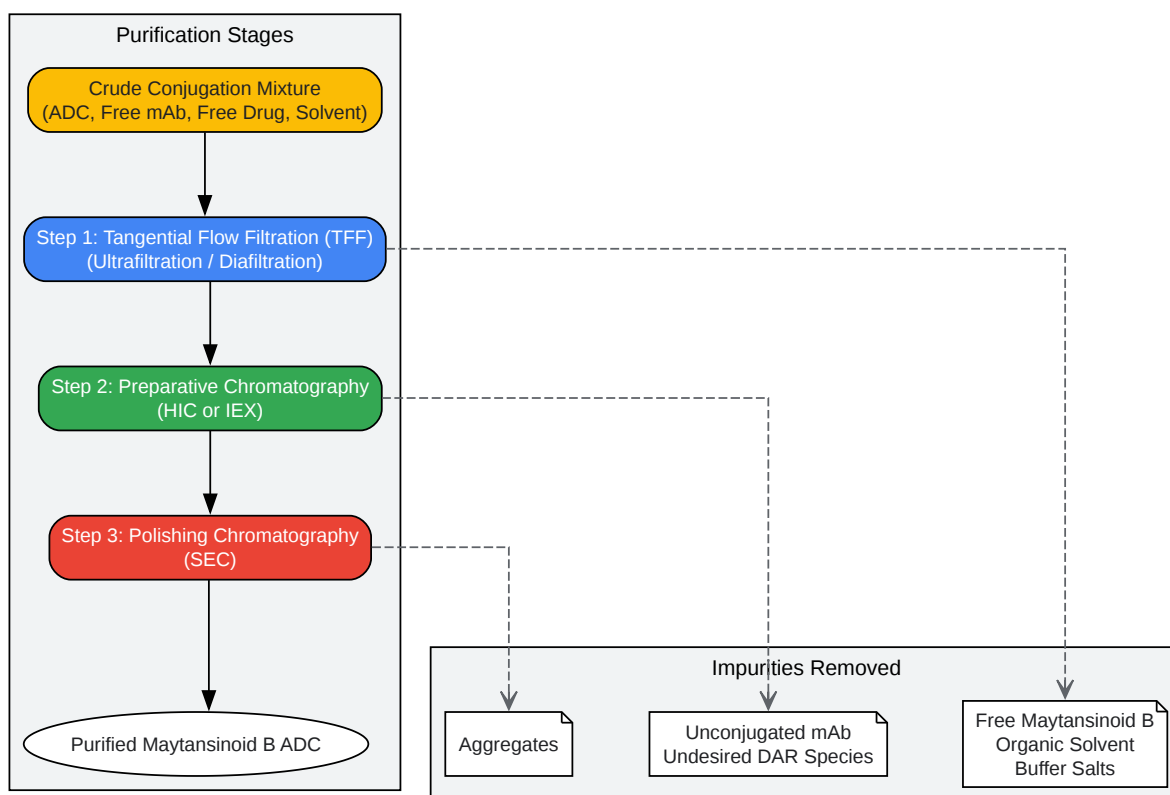 Purification Stages
Crude Conjugation Mixture
(ADC, Free mAb, Free Drug, Solvent)
Step 1: Tangential Flow Filtration (TFF)
(Ultrafiltration / Diafiltration)
Step 2: Preparative Chromatography
(HIC or IEX)
Step 3: Polishing Chromatography
(SEC)
Purified Maytansinoid B ADC
Impurities Removed
Aggregates
Unconjugated mAb
Undesired DAR Species
Free Maytansinoid B
Organic Solvent
Buffer Salts